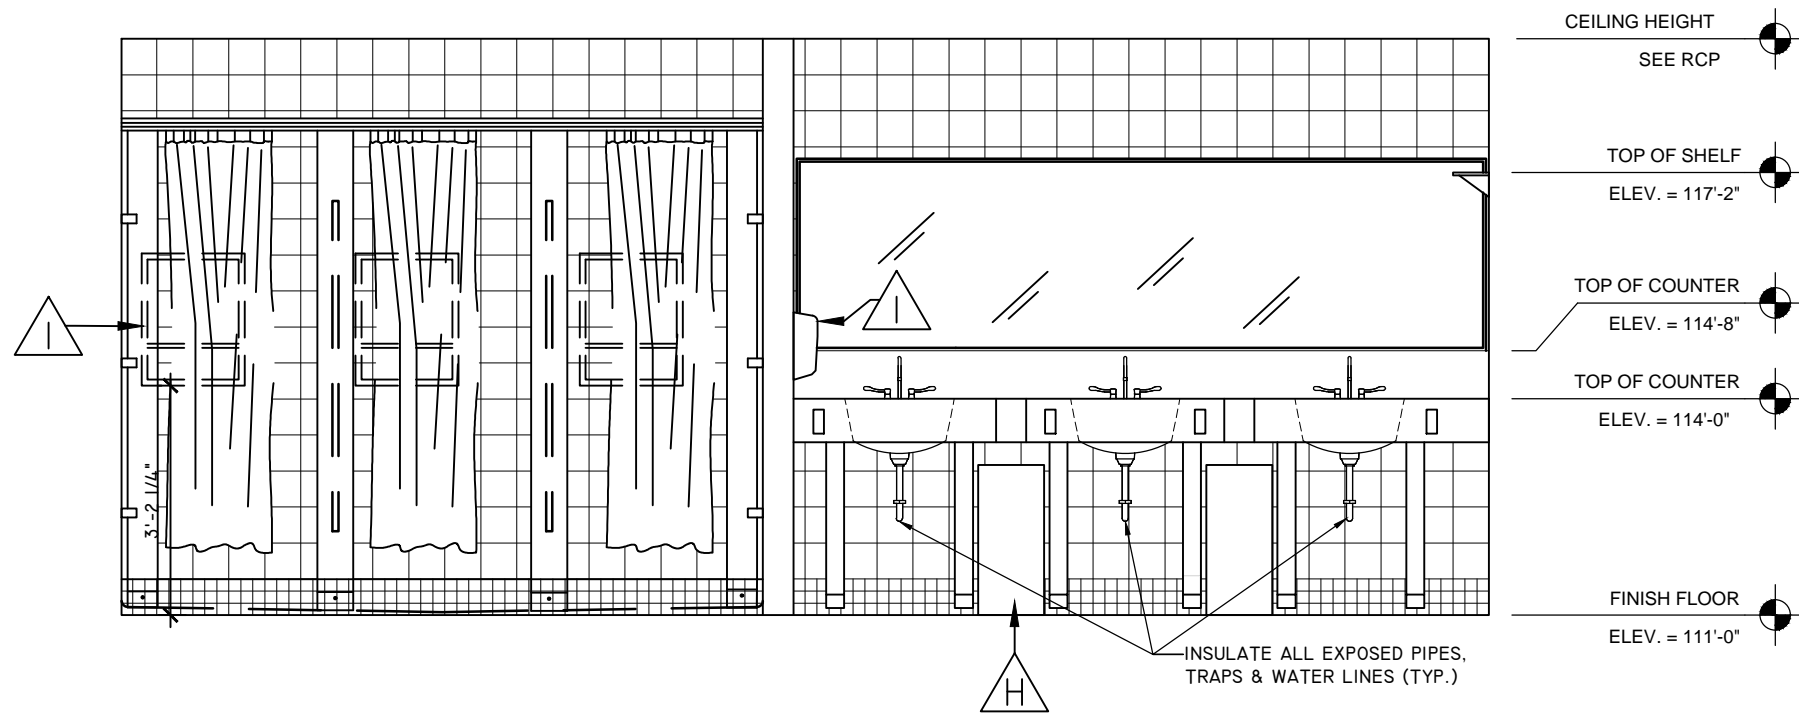 CEILING HEIGHT
SEE RCP
TOP OF SHELF
ELEV. = 117'-2"
TOP OF COUNTER
ELEV. = 114'-8"
TOP OF COUNTER
ELEV. = 114'-0"
FINISH FLOOR
ELEV. = 111'-0"
I
I
3'-2 1/4"
H
INSULATE ALL EXPOSED PIPES,
TRAPS & WATER LINES (TYP.)